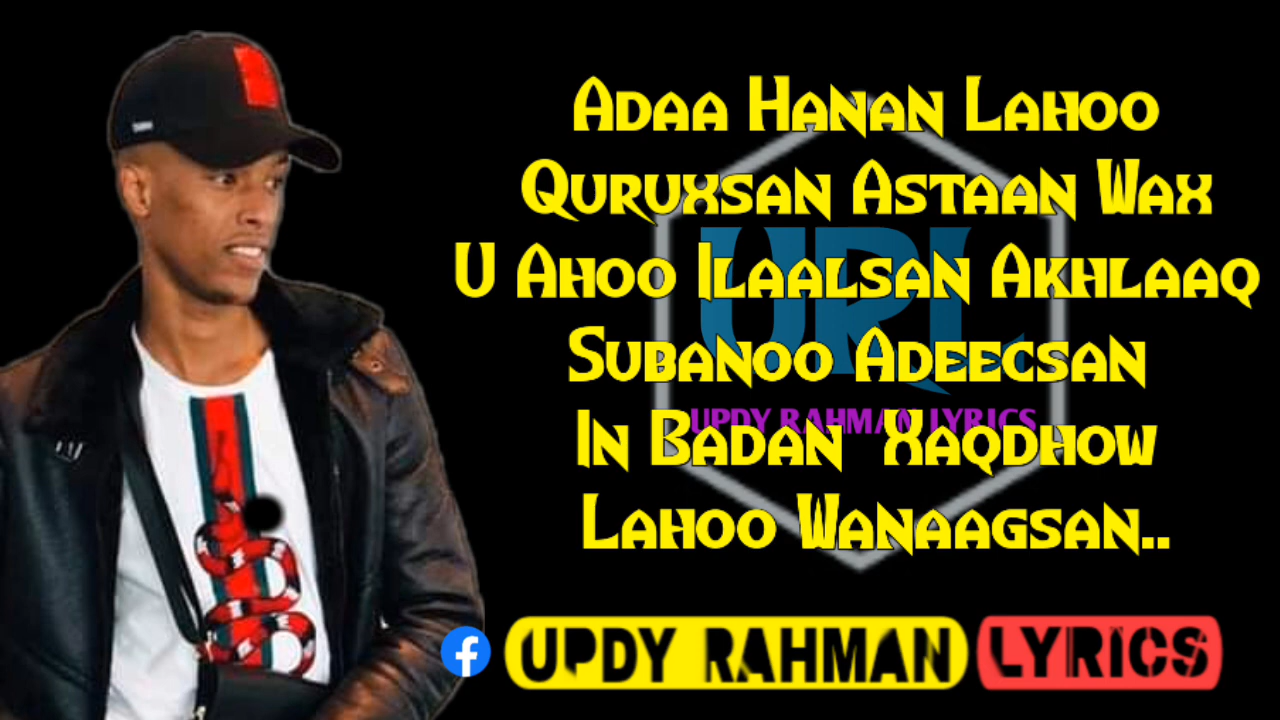 Adaa Hanan Lahoo
Quruxsan Astaan Wax
U Ahoo Ilaalsan Akhlaaq
Subanoo Adeecsan
In Badan Xaqdhow
Lahoo Wanaagsan..
URL
UPDY RAHMAN LYRICS
f UPDY RAHMAN LYRICS